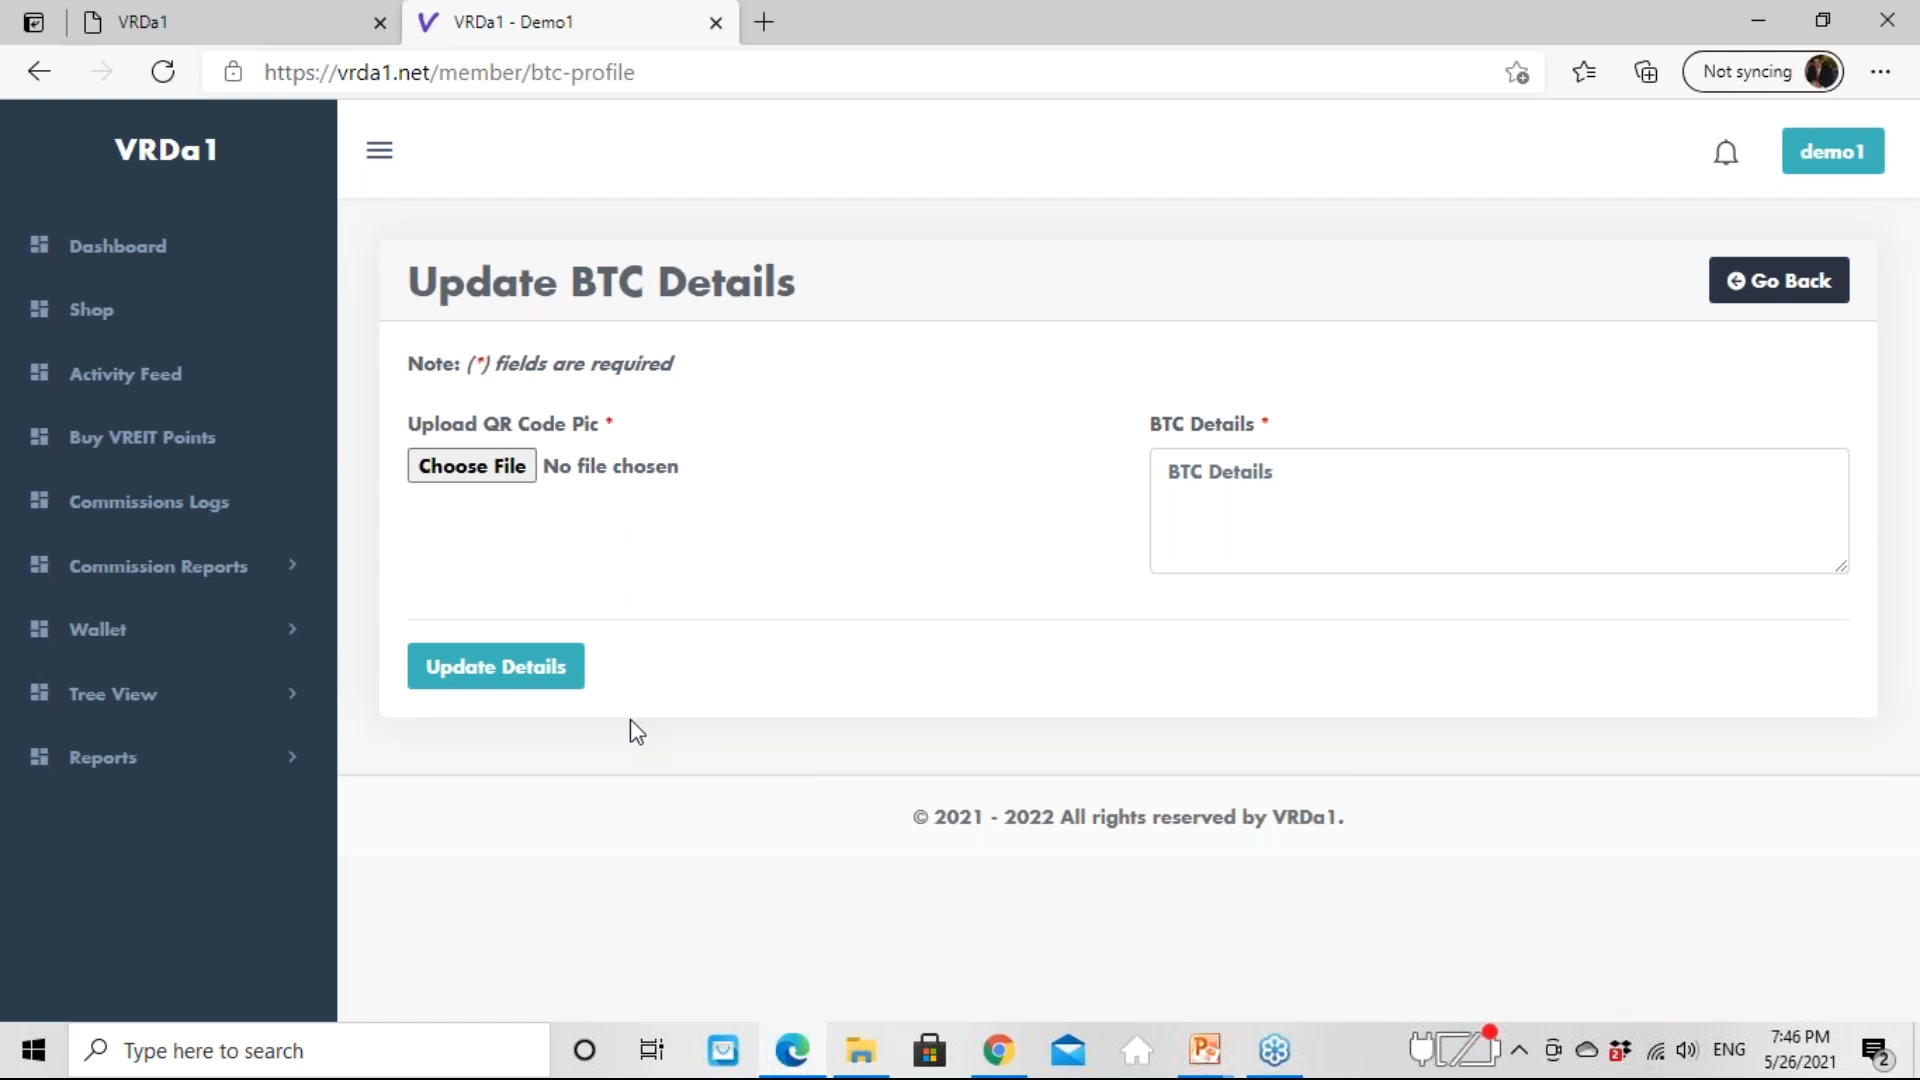 VRDa1
VRDa1 - Demo1
https://vrda1.net/member/btc-profile
Not syncing
VRDa1
demo1
Dashboard
Shop
Activity Feed
Buy VREIT Points
Commissions Logs
Commission Reports
Wallet
Tree View
Reports
Update BTC Details
Go Back
Note: (*) fields are required
Upload QR Code Pic *
Choose File No file chosen
BTC Details *
BTC Details
Update Details
© 2021 - 2022 All rights reserved by VRDa1.
Type here to search
2
ENG
7:46 PM
5/26/2021
2